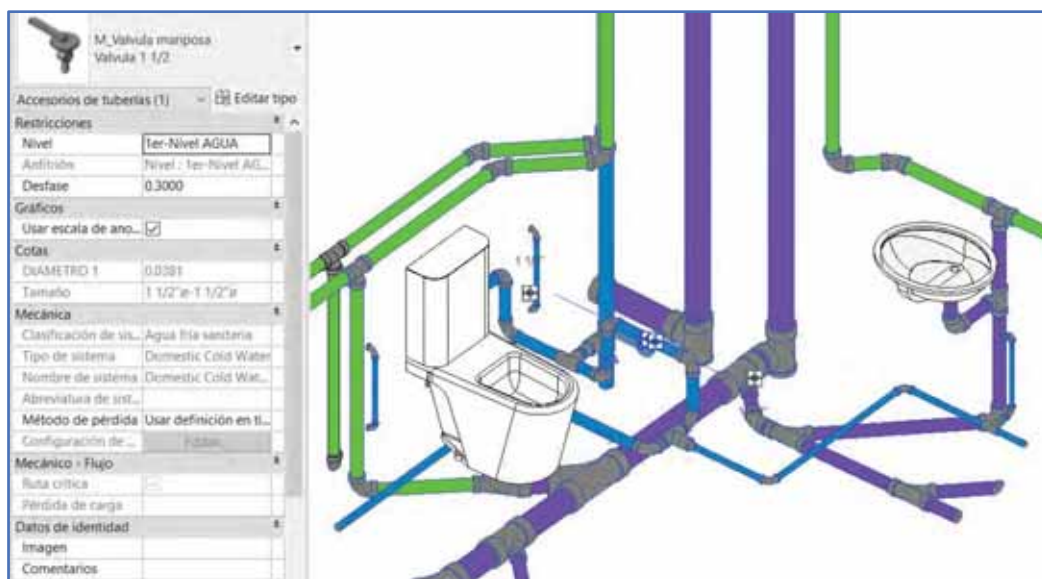 M_Valvula mariposa
Valvula 1 1/2
Accesorios de tuberías (1) Editar tipo
Restricciones
Nivel 1er-Nivel AGUA
Anfitrión Nivel : 1er-Nivel AG...
Desfase 0.3000
Gráficos
Usar escala de ano...
Cotas
DIAMETRO 1 0.0381
Tamaño 1 1/2"ø-1 1/2"ø
Mecánica
Clasificación de sis... Agua fría sanitaria
Tipo de sistema Domestic Cold Water
Nombre de sistema Domestic Cold Wat...
Abreviatura de sist...
Método de pérdida Usar definición en ti...
Configuración de ... Editar...
Mecánico - Flujo
Ruta crítica
Pérdida de carga
Datos de identidad
Imagen
Comentarios